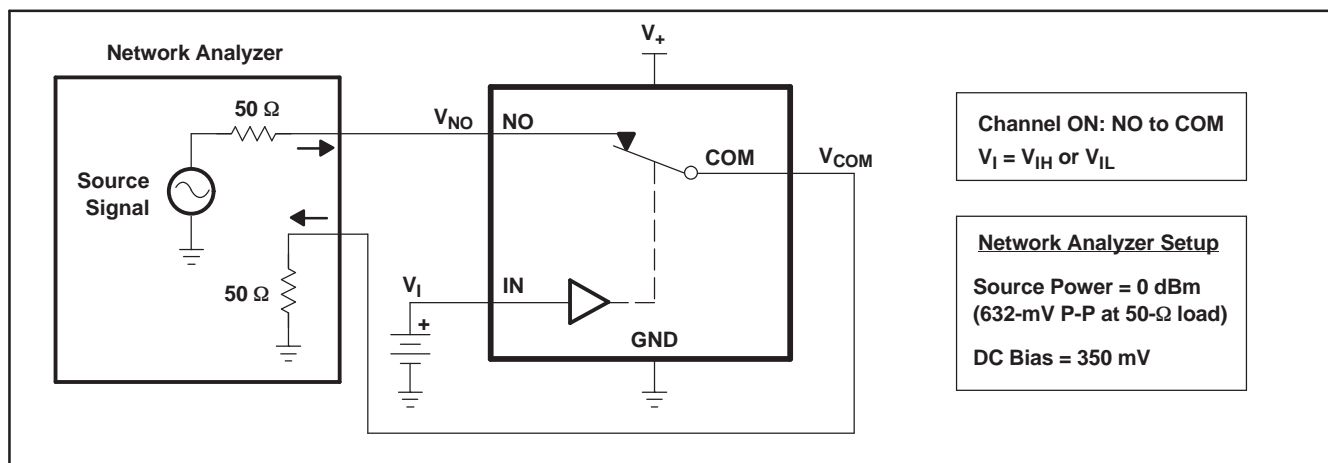 Network Analyzer
50 Ω
Source
Signal
50 Ω
V+
VNO
NO
COM
VCOM
VI
IN
+
GND
Channel ON: NO to COM
VI = VIH or VIL
Network Analyzer Setup
Source Power = 0 dBm
(632-mV P-P at 50-Ω load)
DC Bias = 350 mV